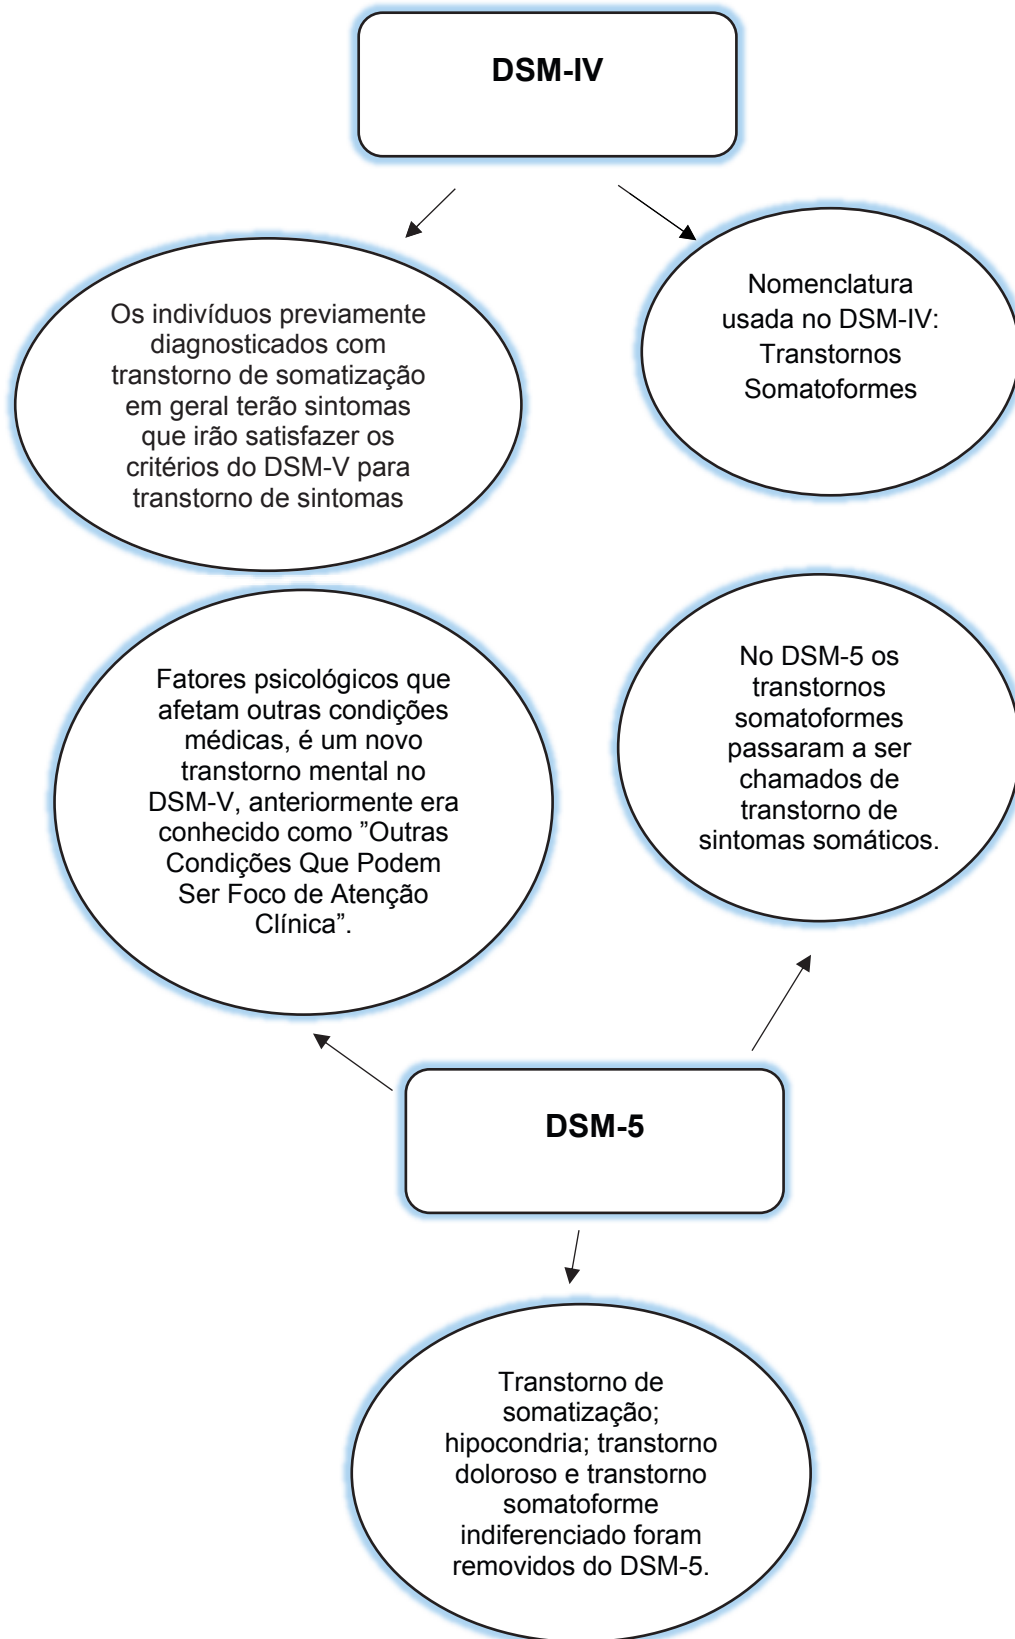 DSM-IV
Os indivíduos previamente
diagnosticados com
transtorno de somatização
em geral terão sintomas
que irão satisfazer os
critérios do DSM-V para
transtorno de sintomas
Nomenclatura
usada no DSM-IV:
Transtornos
Somatoformes
Fatores psicológicos que
afetam outras condições
médicas, é um novo
transtorno mental no
DSM-V, anteriormente era
conhecido como ”Outras
Condições Que Podem
Ser Foco de Atenção
Clínica”.
No DSM-5 os
transtornos
somatoformes
passaram a ser
chamados de
transtorno de
sintomas somáticos.
DSM-5
Transtorno de
somatização;
hipocondria; transtorno
doloroso e transtorno
somatoforme
indiferenciado foram
removidos do DSM-5.